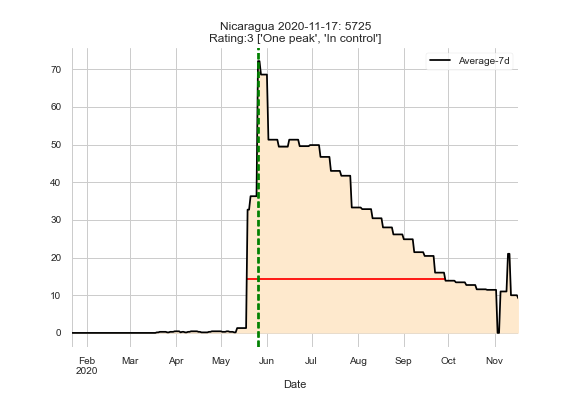 Nicaragua 2020-11-17: 5725
Rating:3 ['One peak', 'In control']
Average-7d
70
60
50
40
30
20
10
0
Feb Mar Apr May Jun Jul Aug Sep Oct Nov
2020
Date